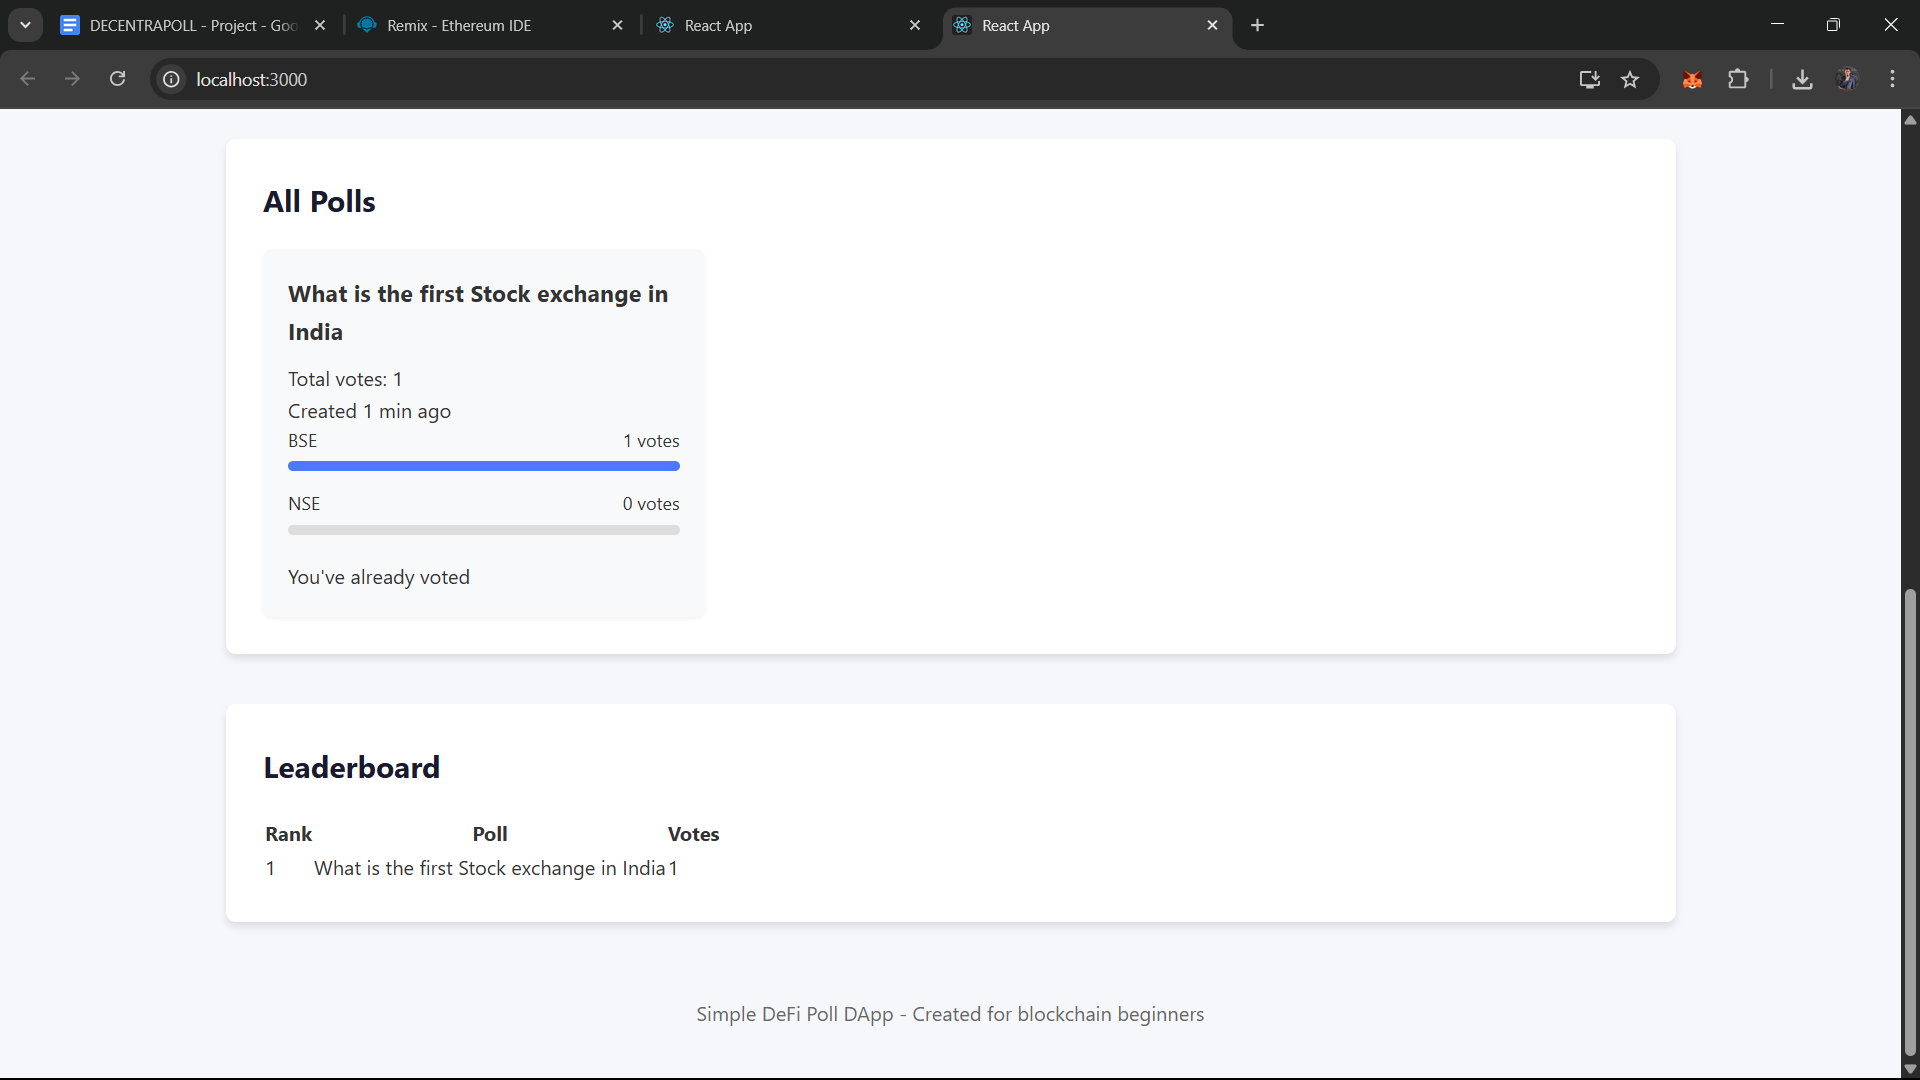 DECENTRAPOLL - Project - Goo
Remix - Ethereum IDE
React App
React App
localhost:3000
All Polls
What is the first Stock exchange in
India
Total votes: 1
Created 1 min ago
BSE 1 votes
NSE 0 votes
You've already voted
Leaderboard
Rank Poll Votes
1 What is the first Stock exchange in India 1
Simple DeFi Poll DApp - Created for blockchain beginners